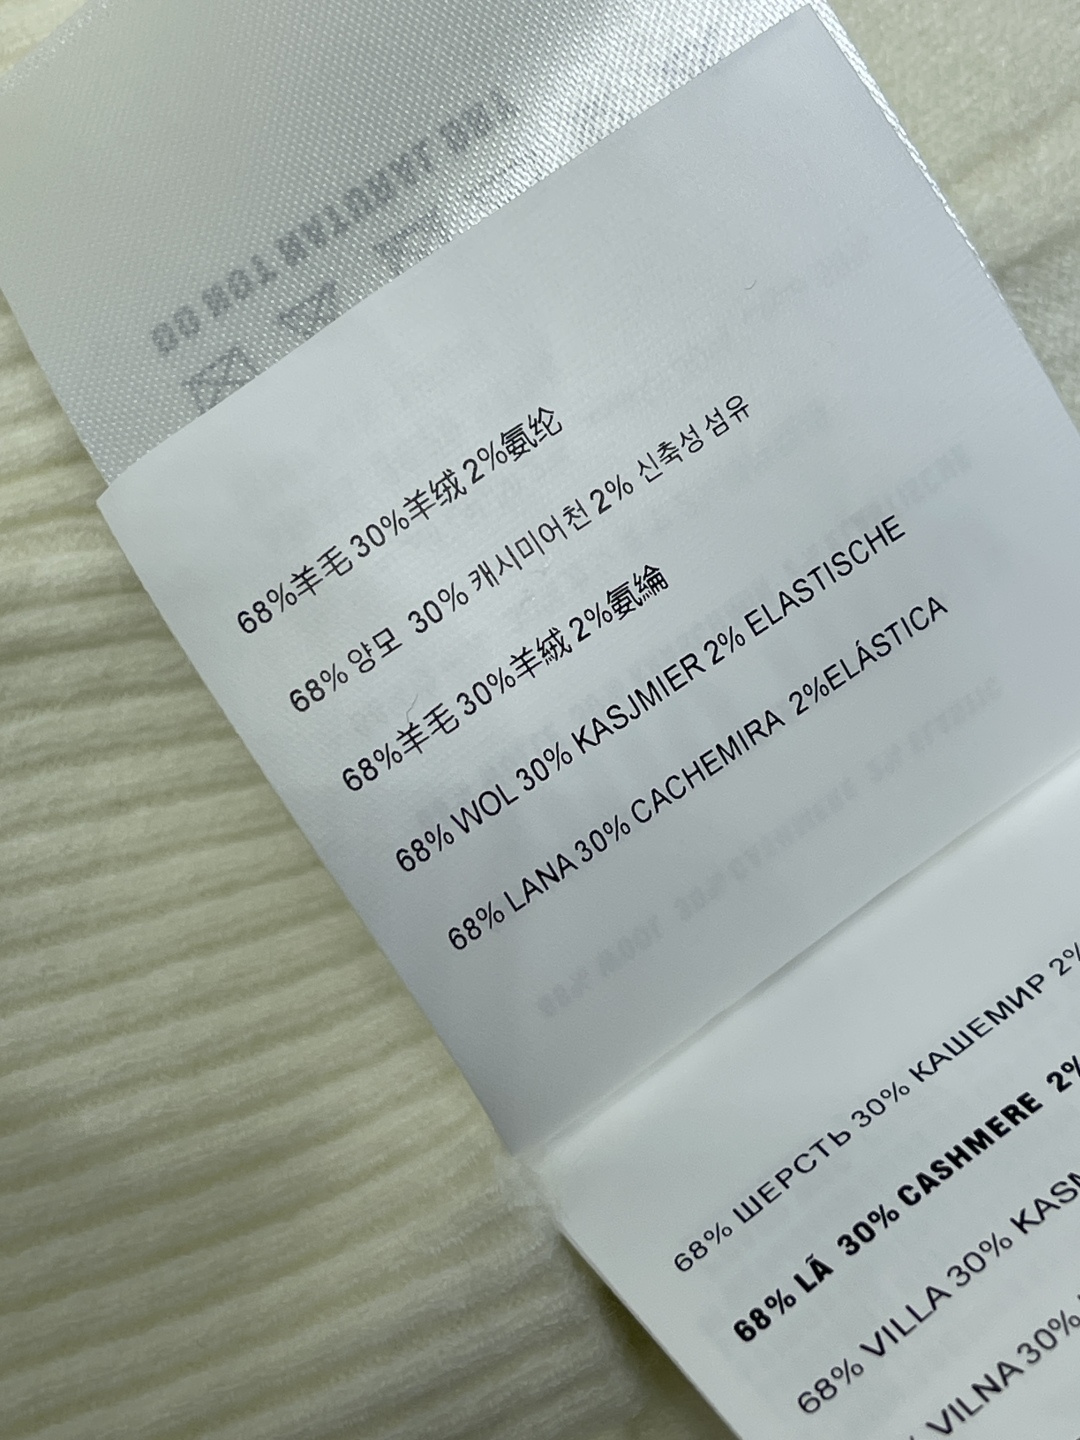 68%羊毛 30%羊绒 2%氨纶
68% 양모 30% 캐시미어천 2% 신축성 섬유
68%羊毛 30%羊絨 2%氨綸
68% WOL 30% KASJMIER 2% ELASTISCHE
68% LANA 30% CACHEMIRA 2%ELÁSTICA
68% ШЕРСТЬ 30% КАШЕМИР 2%
68% LÃ 30% CASHMERE 2%
68% VILLA 30%
VILNA 30%